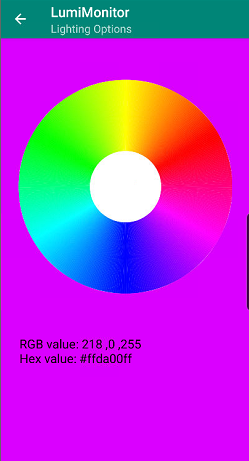 LumiMonitor
Lighting Options
RGB value: 218 ,0 ,255
Hex value: #ffda00ff